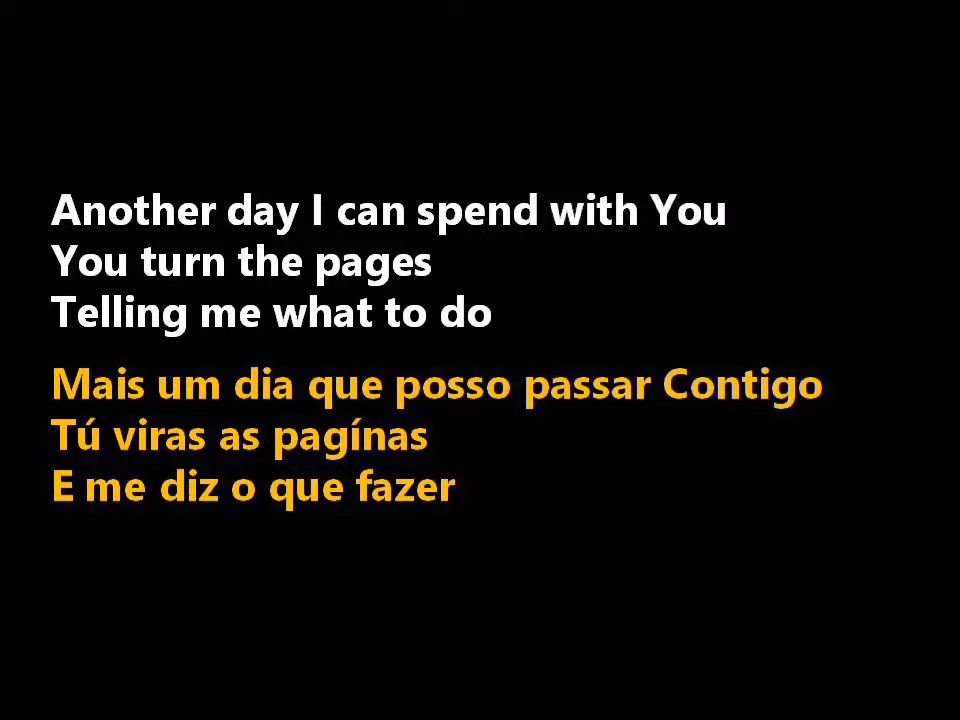 Another day I can spend with You
You turn the pages
Telling me what to do
Mais um dia que posso passar Contigo
Tú viras as pagínas
E me diz o que fazer